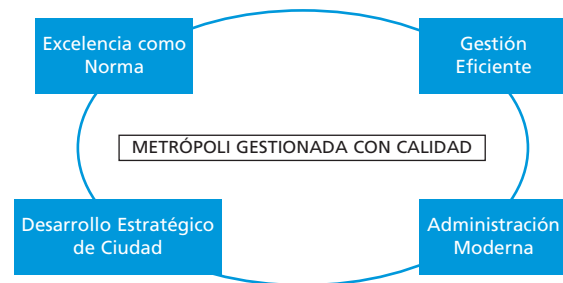 Excelencia como
Norma
Gestión
Eficiente
METRÓPOLI GESTIONADA CON CALIDAD
Desarrollo Estratégico
de Ciudad
Administración
Moderna